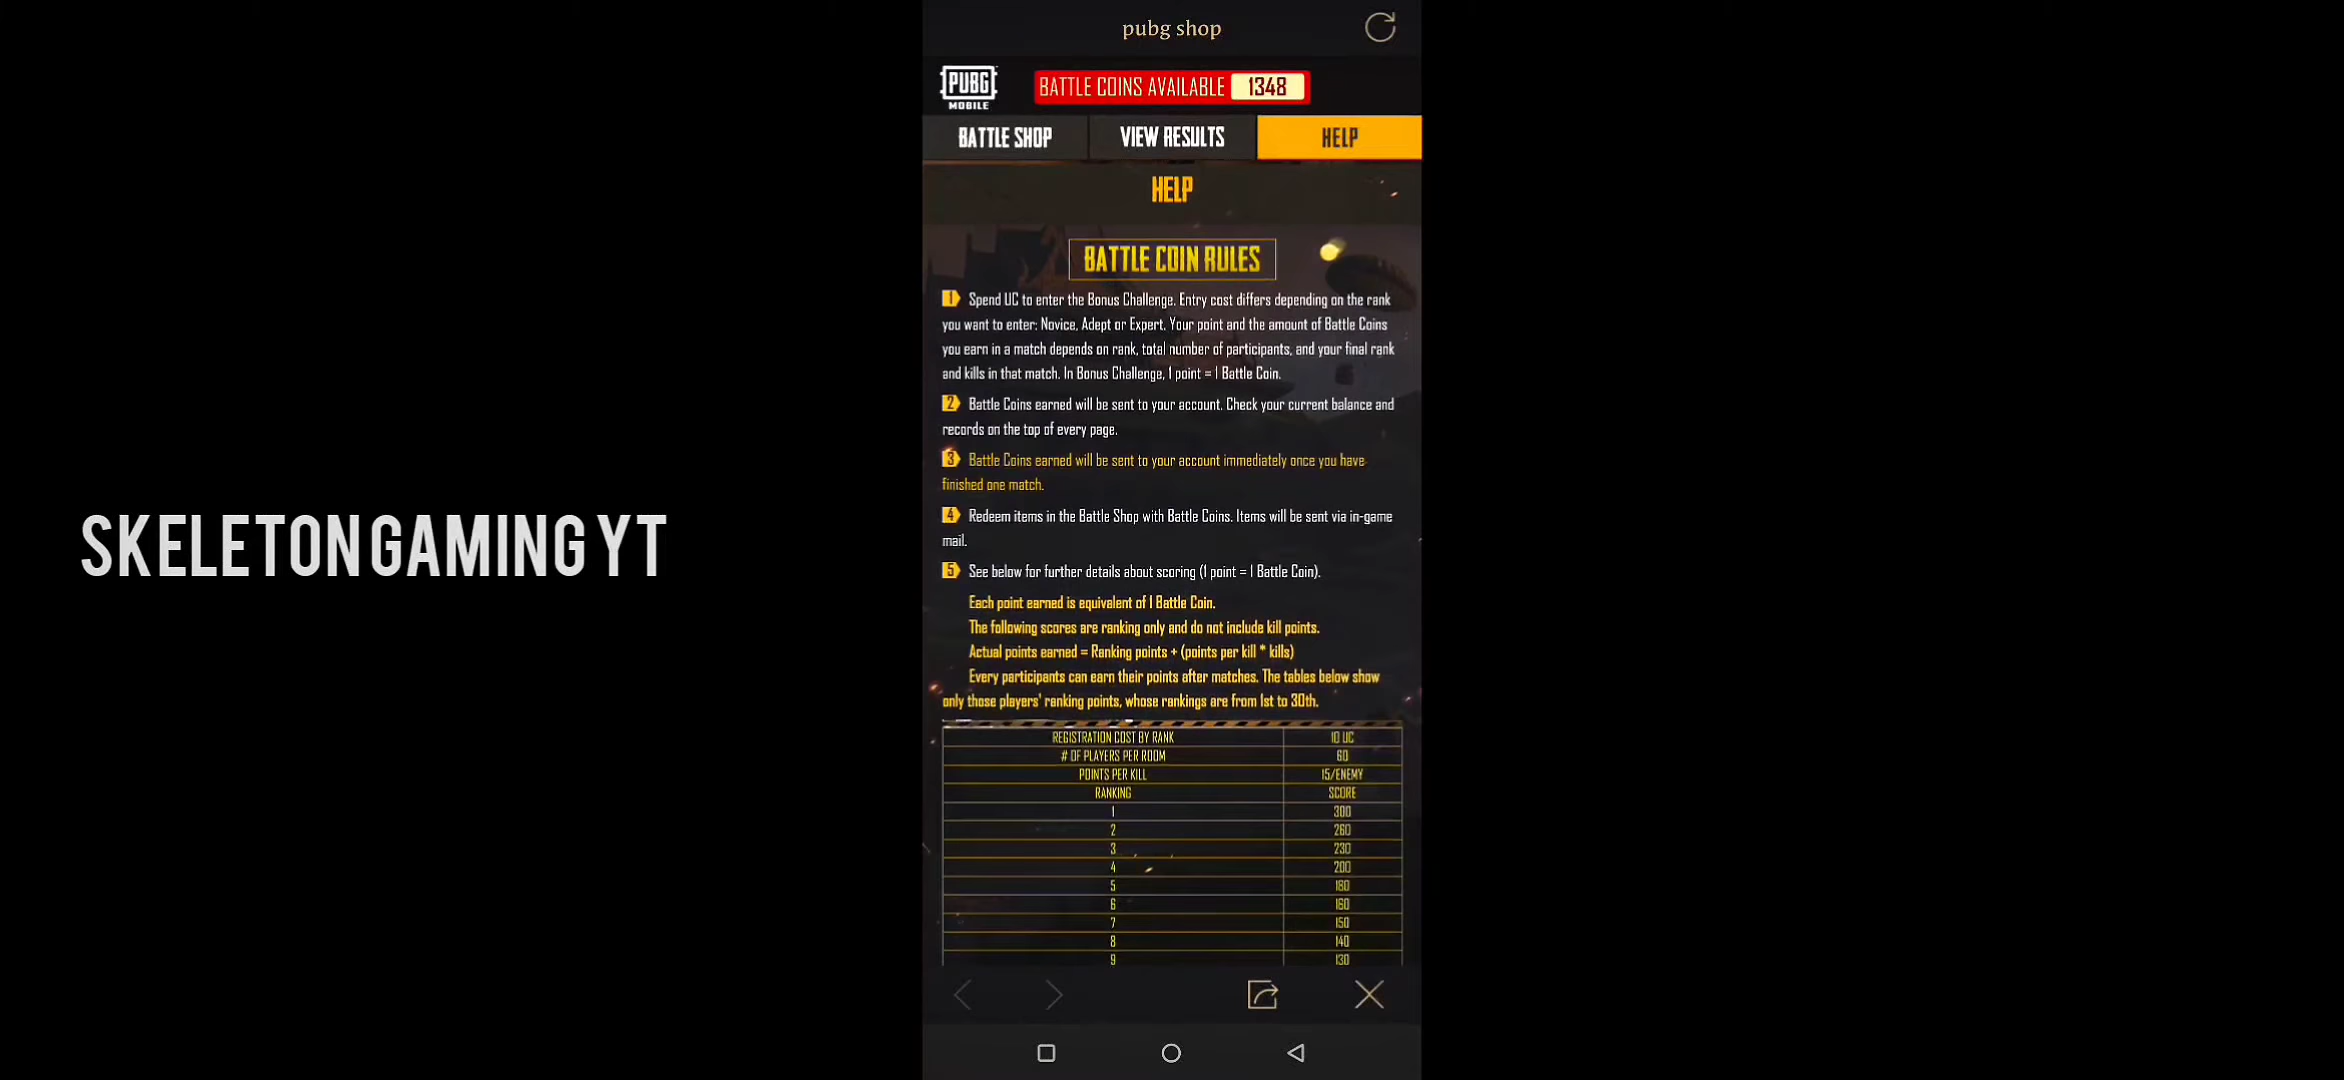 pubg shop
PUBG
MOBILE
BATTLE COINS AVAILABLE 1348
BATTLE SHOP VIEW RESULTS HELP
HELP
BATTLE COIN RULES
1 Spend UC to enter the Bonus Challenge. Entry cost differs depending on the rank
you want to enter: Novice, Adept or Expert. Your point and the amount of Battle Coins
you earn in a match depends on rank, total number of participants, and your final rank
and kills in that match. In Bonus Challenge, 1 point = 1 Battle Coin.
2 Battle Coins earned will be sent to your account. Check your current balance and
records on the top of every page.
3 Battle Coins earned will be sent to your account immediately once you have
finished one match.
4 Redeem items in the Battle Shop with Battle Coins. Items will be sent via in-game
mail.
5 See below for further details about scoring (1 point = 1 Battle Coin).
Each point earned is equivalent of 1 Battle Coin.
The following scores are ranking only and do not include kill points.
Actual points earned = Ranking points + (points per kill * kills)
Every participants can earn their points after matches. The tables below show
only those players' ranking points, whose rankings are from 1st to 30th.
REGISTRATION COST BY RANK 10 UC
# OF PLAYERS PER ROOM 60
POINTS PER KILL 15/ENEMY
RANKING SCORE
1 300
2 260
3 230
4 200
5 180
6 160
7 150
8 140
9 130
SKELETON GAMING YT